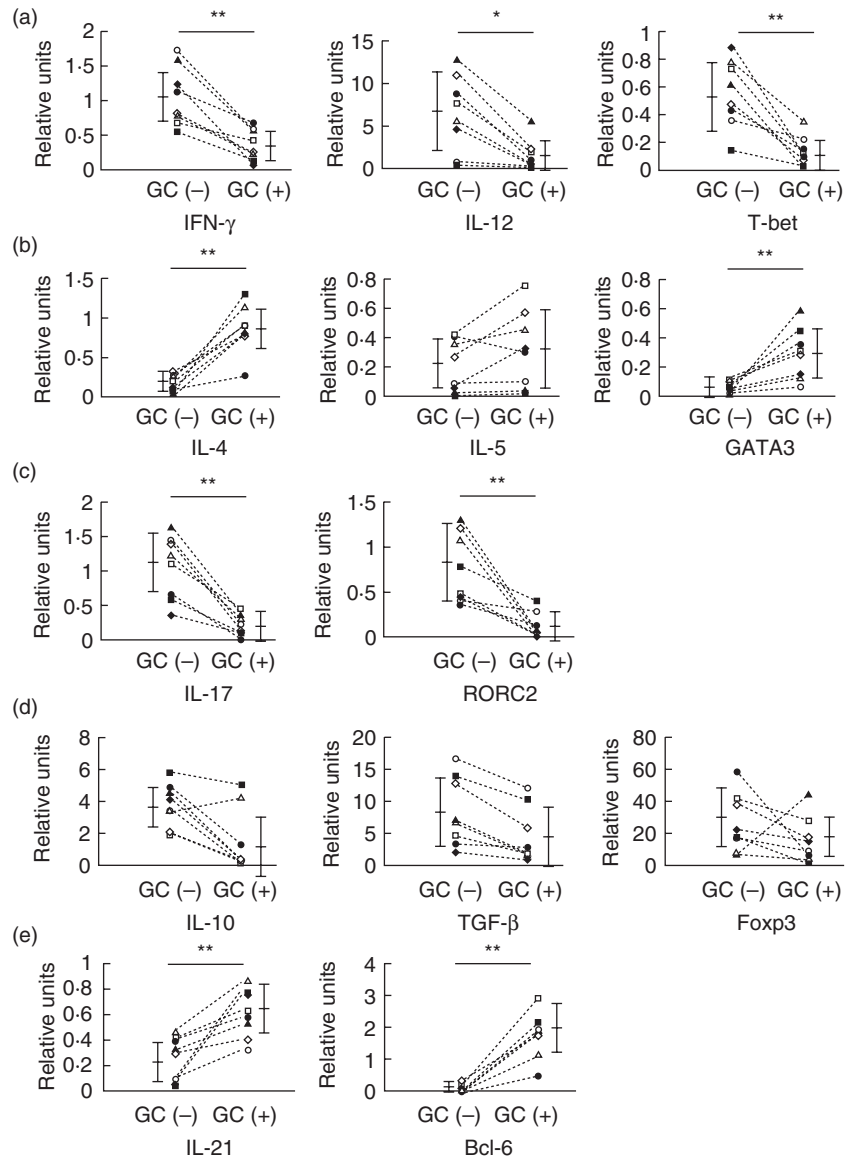 (a)
** * **
Relative units Relative units Relative units
2 15 1
1·5 10 0·8
1 5 0·6
0·5 0 0·4
0 0·2
0
GC (–) GC (+) GC (–) GC (+) GC (–) GC (+)
IFN-γ IL-12 T-bet
(b)
** **
Relative units Relative units Relative units
1·5 0·8 0·8
1 0·6 0·6
0·5 0·4 0·4
0 0·2 0·2
0 0
GC (–) GC (+) GC (–) GC (+) GC (–) GC (+)
IL-4 IL-5 GATA3
(c)
** **
Relative units Relative units
2 1·5
1·5 1
1 0·5
0·5 0
0
GC (–) GC (+) GC (–) GC (+)
IL-17 RORC2
(d)
Relative units Relative units Relative units
8 20 100
6 15 80
4 10 60
2 5 40
0 0 20
0
GC (–) GC (+) GC (–) GC (+) GC (–) GC (+)
IL-10 TGF-β Foxp3
(e)
** **
Relative units Relative units
1 4
0·8 3
0·6 2
0·4 1
0·2 0
0
GC (–) GC (+) GC (–) GC (+)
IL-21 Bcl-6